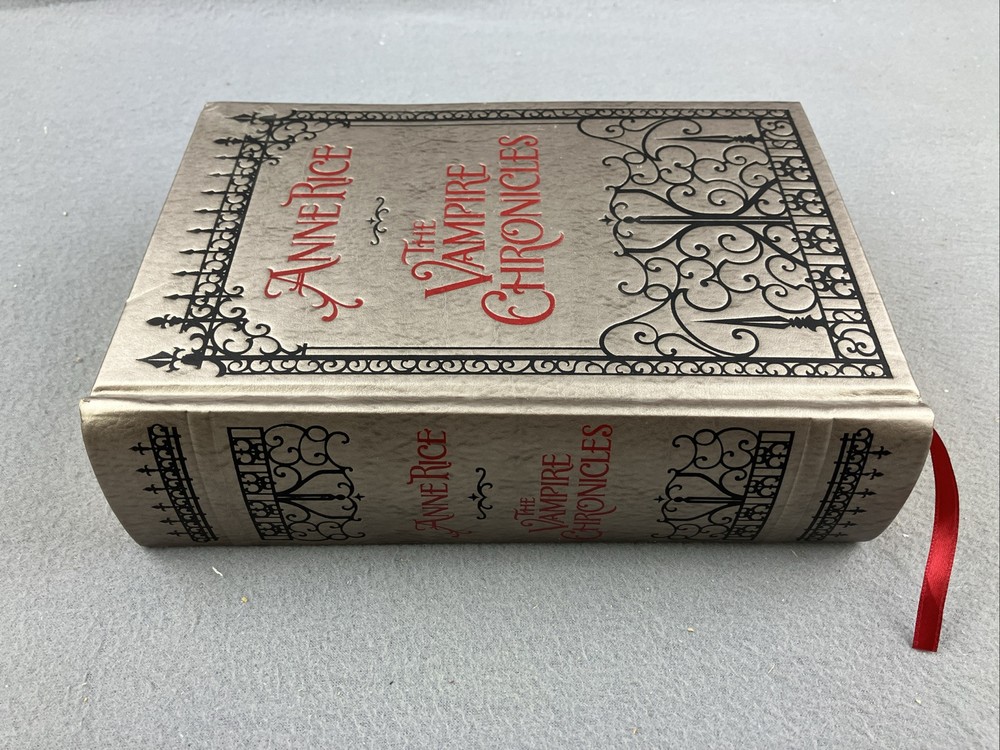 ANNE RICE
THE
VAMPIRE
CHRONICLES
ANNE RICE
THE
VAMPIRE
CHRONICLES